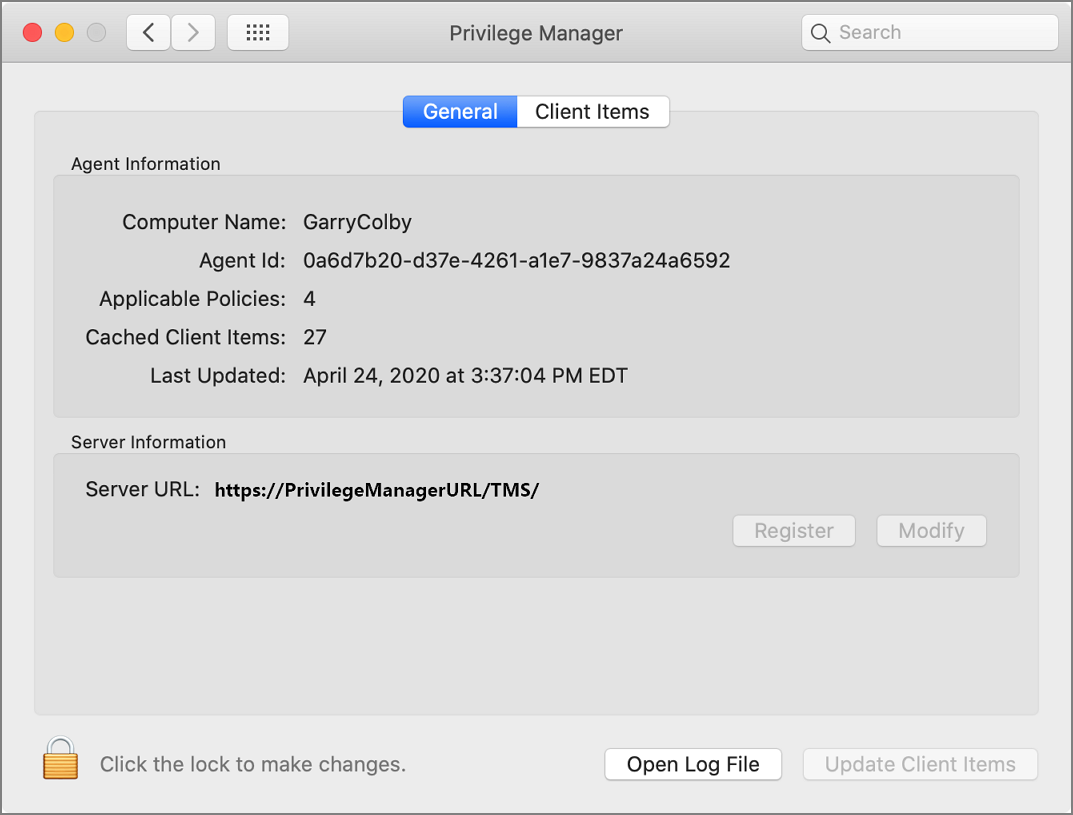 Privilege Manager
Search
General
Client Items
Agent Information
Computer Name: GarryColby
Agent Id: 0a6d7b20-d37e-4261-a1e7-9837a24a6592
Applicable Policies: 4
Cached Client Items: 27
Last Updated: April 24, 2020 at 3:37:04 PM EDT
Server Information
Server URL: https://PrivilegeManagerURL/TMS/
Register
Modify
Click the lock to make changes.
Open Log File
Update Client Items